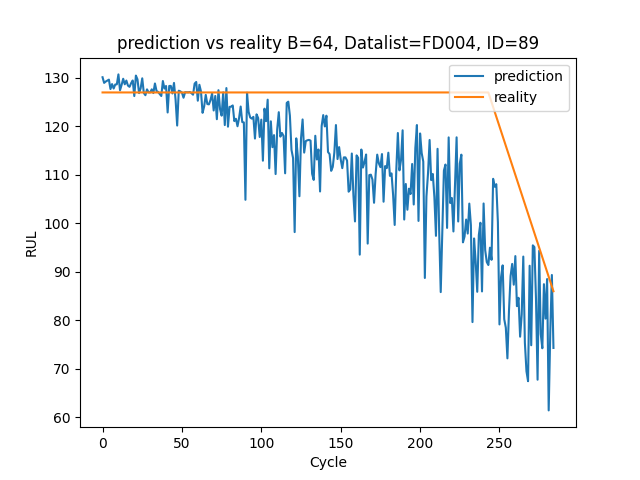 prediction vs reality B=64, Datalist=FD004, ID=89
prediction
reality
RUL
130
120
110
100
90
80
70
60
0 50 100 150 200 250
Cycle